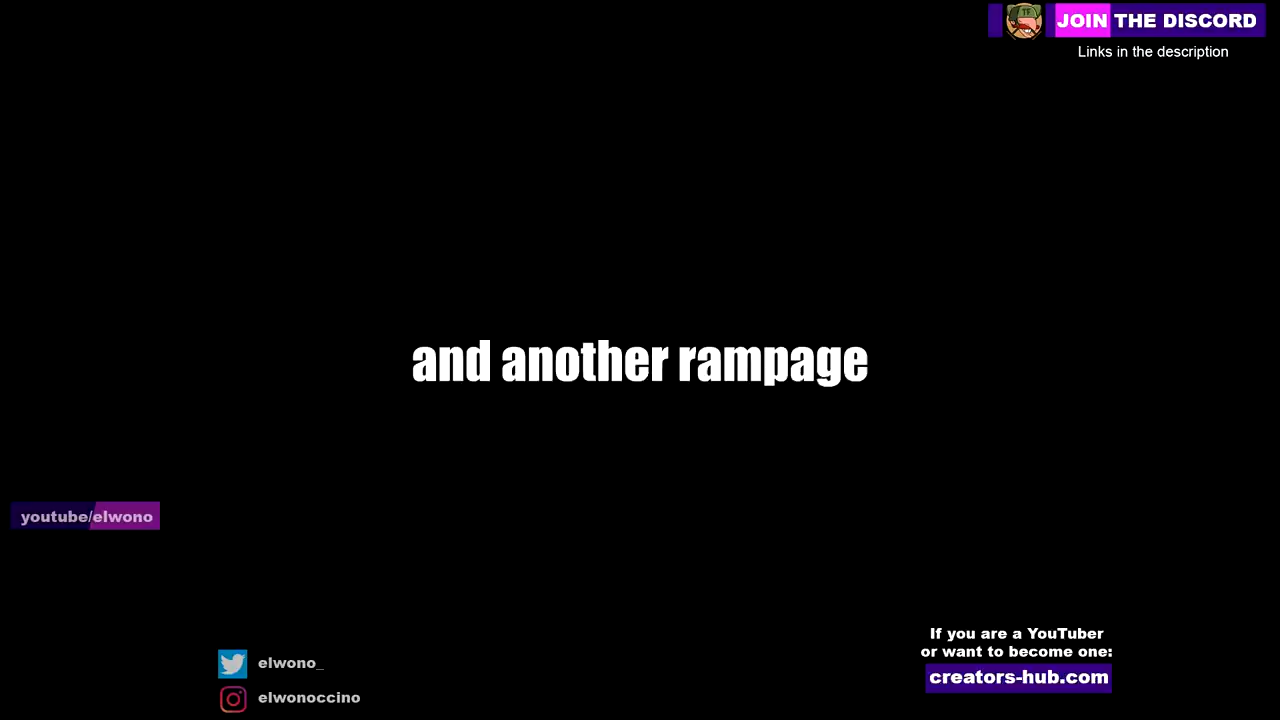 JOIN THE DISCORD
Links in the description
and another rampage
youtube/elwono
elwono_
elwonoccino
If you are a YouTuber
or want to become one:
creators-hub.com